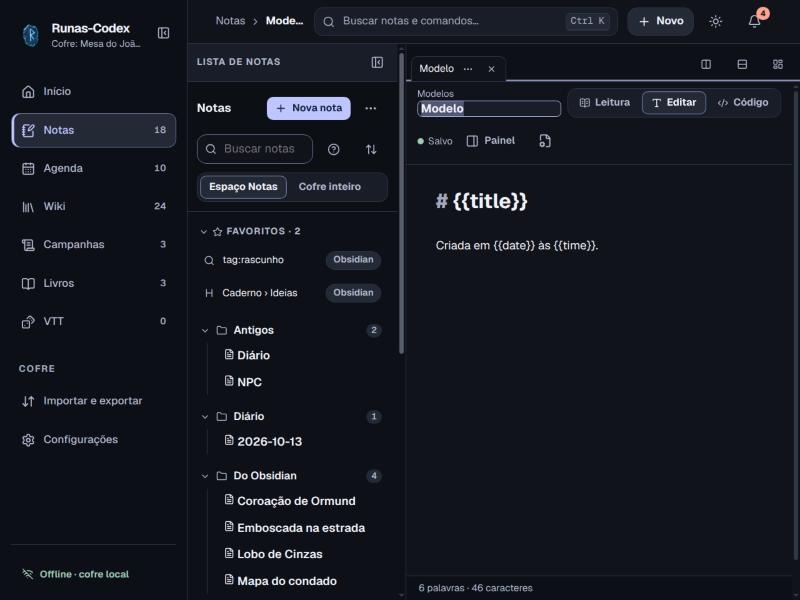 Runas-Codex
Cofre: Mesa do Joã...
Início
Notas 18
Agenda 10
Wiki 24
Campanhas 3
Livros 3
VTT 0
COFRE
Importar e exportar
Configurações
Offline · cofre local
Notas › Mode...
Buscar notas e comandos... Ctrl K
+ Novo
4
LISTA DE NOTAS
Notas
+ Nova nota
Buscar notas
Espaço Notas
Cofre inteiro
FAVORITOS · 2
tag:rascunho Obsidian
H Caderno › Ideias Obsidian
Antigos 2
Diário
NPC
Diário 1
2026-10-13
Do Obsidian 4
Coroação de Ormund
Emboscada na estrada
Lobo de Cinzas
Mapa do condado
Modelo
Modelos
Modelo
Leitura
Editar
Código
Salvo
Painel
# {{title}}
Criada em {{date}} às {{time}}.
6 palavras · 46 caracteres